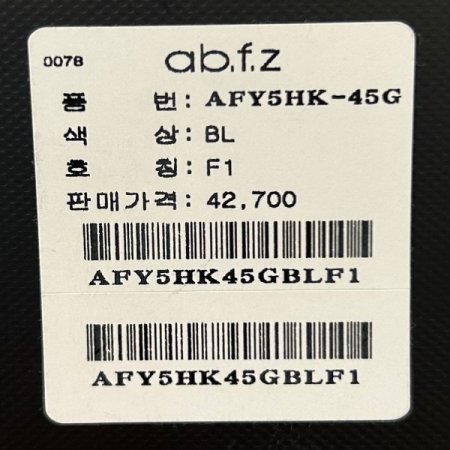 0078 ab.f.z
품 번: AFY5HK-45G
색 상: BL
호 칭: F1
판매가격: 42,700
AFY5HK45GBLF1
AFY5HK45GBLF1